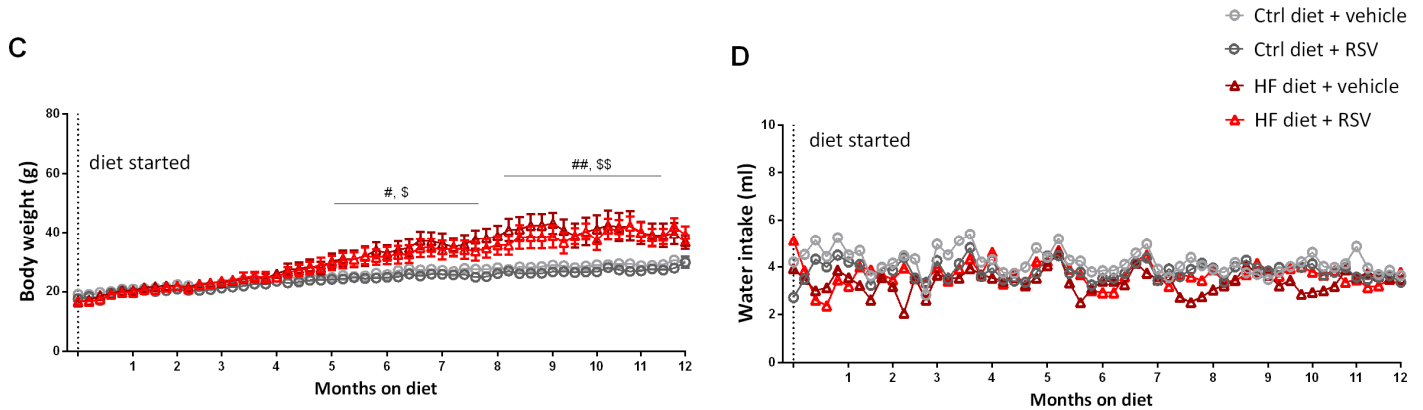 Ctrl diet + vehicle
Ctrl diet + RSV
HF diet + vehicle
HF diet + RSV
C
80
60
40
20
0
Body weight (g)
diet started
#, $
##, $$
1 2 3 4 5 6 7 8 9 10 11 12
Months on diet
D
10
8
6
4
2
0
Water intake (ml)
diet started
1 2 3 4 5 6 7 8 9 10 11 12
Months on diet